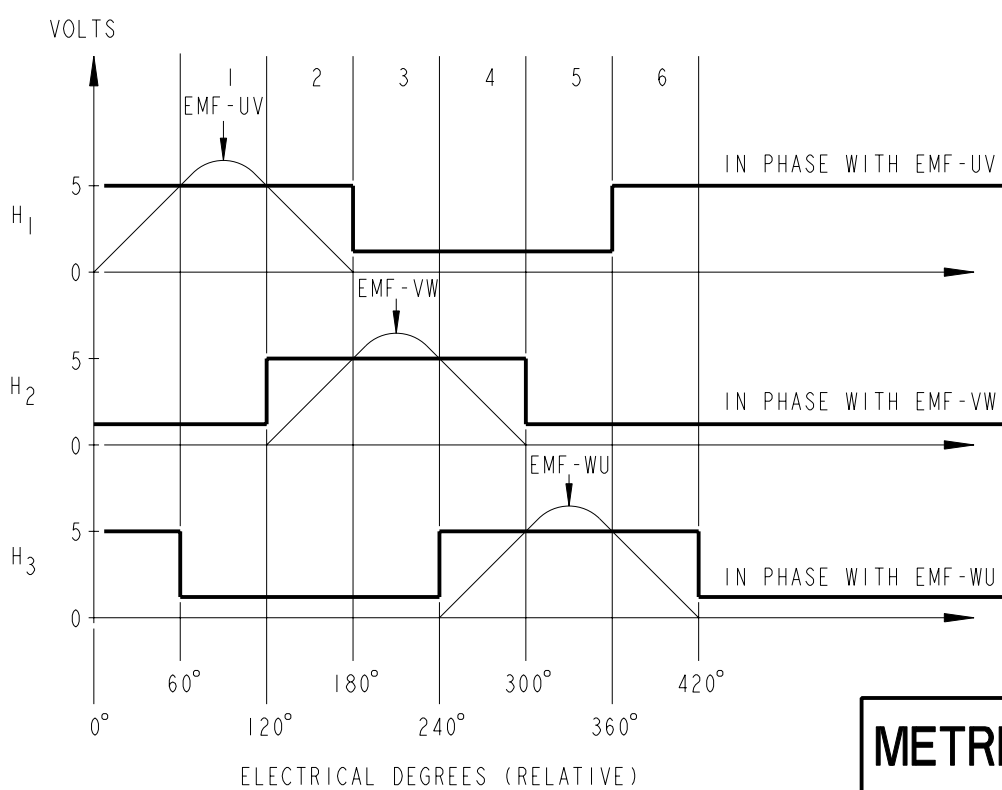 VOLTS
1 2 3 4 5 6
EMF-UV
IN PHASE WITH EMF-UV
5
H1
0
EMF-VW
5
H2
IN PHASE WITH EMF-VW
0
EMF-WU
5
H3
IN PHASE WITH EMF-WU
0
60° 180° 300° 420°
0° 120° 240° 360°
METRI
ELECTRICAL DEGREES (RELATIVE)